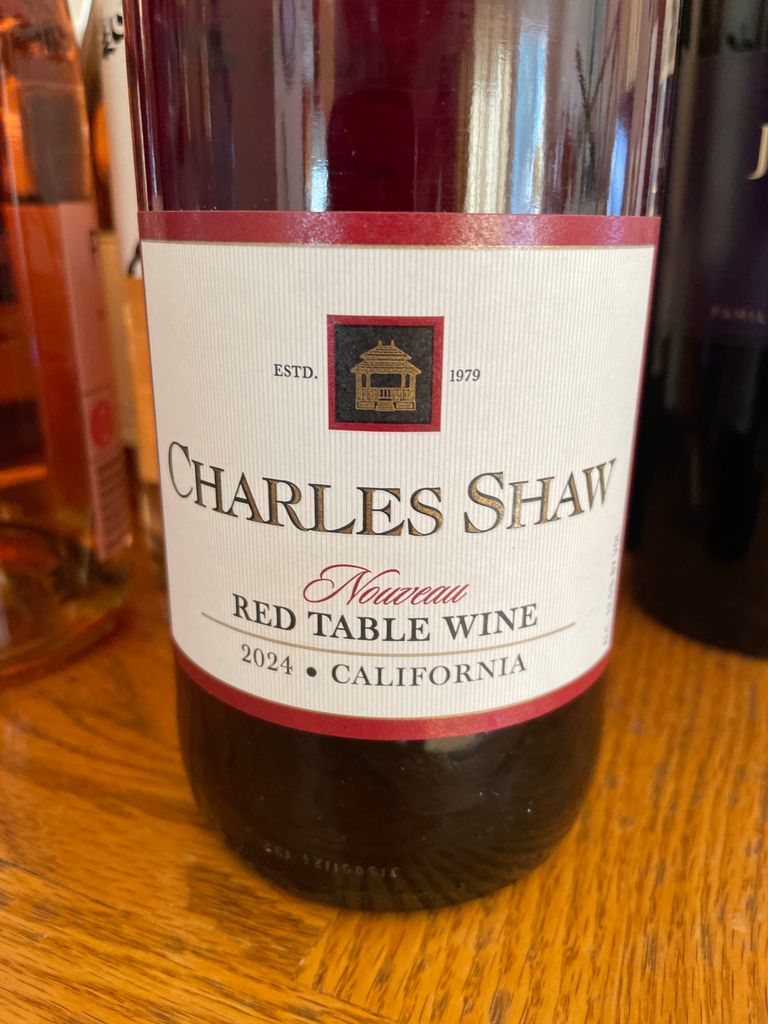 ESTD. 1979
CHARLES SHAW
Nouveau
RED TABLE WINE
2024 • CALIFORNIA
J